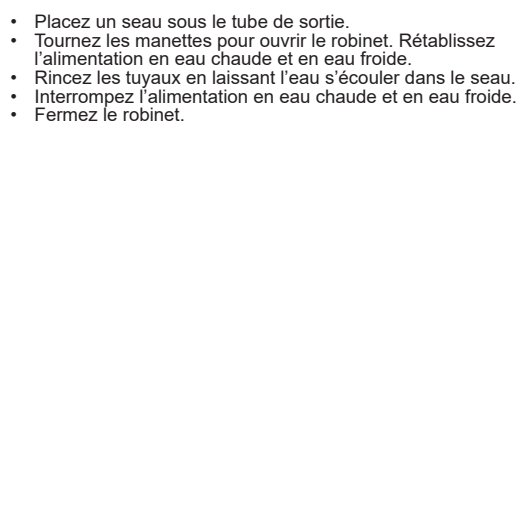 • Placez un seau sous le tube de sortie.
• Tournez les manettes pour ouvrir le robinet. Rétablissez
l’alimentation en eau chaude et en eau froide.
• Rincez les tuyaux en laissant l’eau s’écouler dans le seau.
• Interrompez l’alimentation en eau chaude et en eau froide.
• Fermez le robinet.